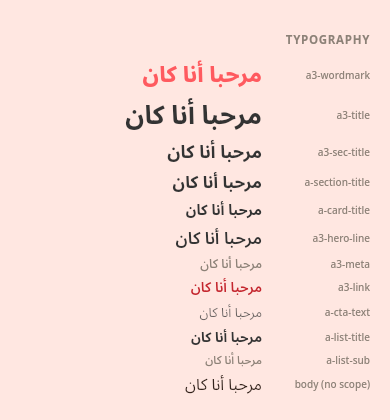 TYPOGRAPHY
a3-wordmark مرحبا أنا كان
a3-title مرحبا أنا كان
a3-sec-title مرحبا أنا كان
a-section-title مرحبا أنا كان
a-card-title مرحبا أنا كان
a3-hero-line مرحبا أنا كان
a3-meta مرحبا أنا كان
a3-link مرحبا أنا كان
a-cta-text مرحبا أنا كان
a-list-title مرحبا أنا كان
a-list-sub مرحبا أنا كان
body (no scope) مرحبا أنا كان